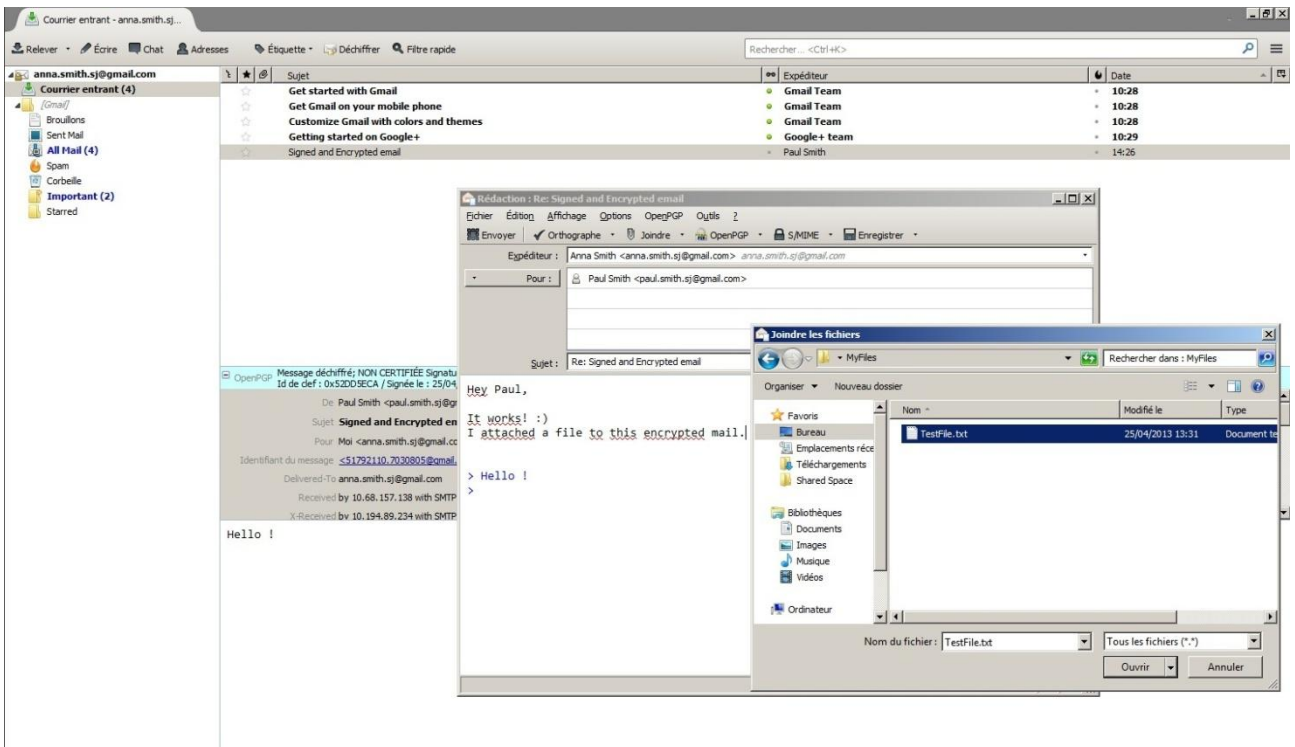 Courrier entrant - anna.smith.sj...
Relever Écrire Chat Adresses Étiquette Déchiffrer Filtre rapide Rechercher... <Ctrl+K>
anna.smith.sj@gmail.com
Courrier entrant (4)
[Gmail]
Brouillons
Sent Mail
All Mail (4)
Spam
Corbeille
Important (2)
Starred
Sujet Expéditeur Date
Get started with Gmail Gmail Team 10:28
Get Gmail on your mobile phone Gmail Team 10:28
Customize Gmail with colors and themes Gmail Team 10:28
Getting started on Google+ Google+ team 10:29
Signed and Encrypted email Paul Smith 14:26
OpenPGP Message déchiffré; NON CERTIFIÉE Signatu
Id de clef : 0x52DD5ECA / Signée le : 25/04
De Paul Smith <paul.smith.sj@gr
Sujet Signed and Encrypted en
Pour Moi <anna.smith.sj@gmail.cc
Identifiant du message <51792110.7030805@gmail.
Delivered-To anna.smith.sj@gmail.com
Received by 10.68.157.138 with SMTP
X-Received by 10.194.89.234 with SMTP
Hello !
Rédaction : Re: Signed and Encrypted email
Fichier Édition Affichage Options OpenPGP Outils ?
Envoyer Orthographe Joindre OpenPGP S/MIME Enregistrer
Expéditeur : Anna Smith <anna.smith.sj@gmail.com> anna.smith.sj@gmail.com
Pour : Paul Smith <paul.smith.sj@gmail.com>
Sujet : Re: Signed and Encrypted email
Hey Paul,
It works! :)
I attached a file to this encrypted mail.
> Hello !
>
Joindre les fichiers
MyFiles Rechercher dans : MyFiles
Organiser Nouveau dossier
Favoris
Bureau
Emplacements réce
Téléchargements
Shared Space
Bibliothèques
Documents
Images
Musique
Vidéos
Ordinateur
Nom Modifié le Type
TestFile.txt 25/04/2013 13:31 Document te
Nom du fichier : TestFile.txt Tous les fichiers (*.*)
Ouvrir Annuler